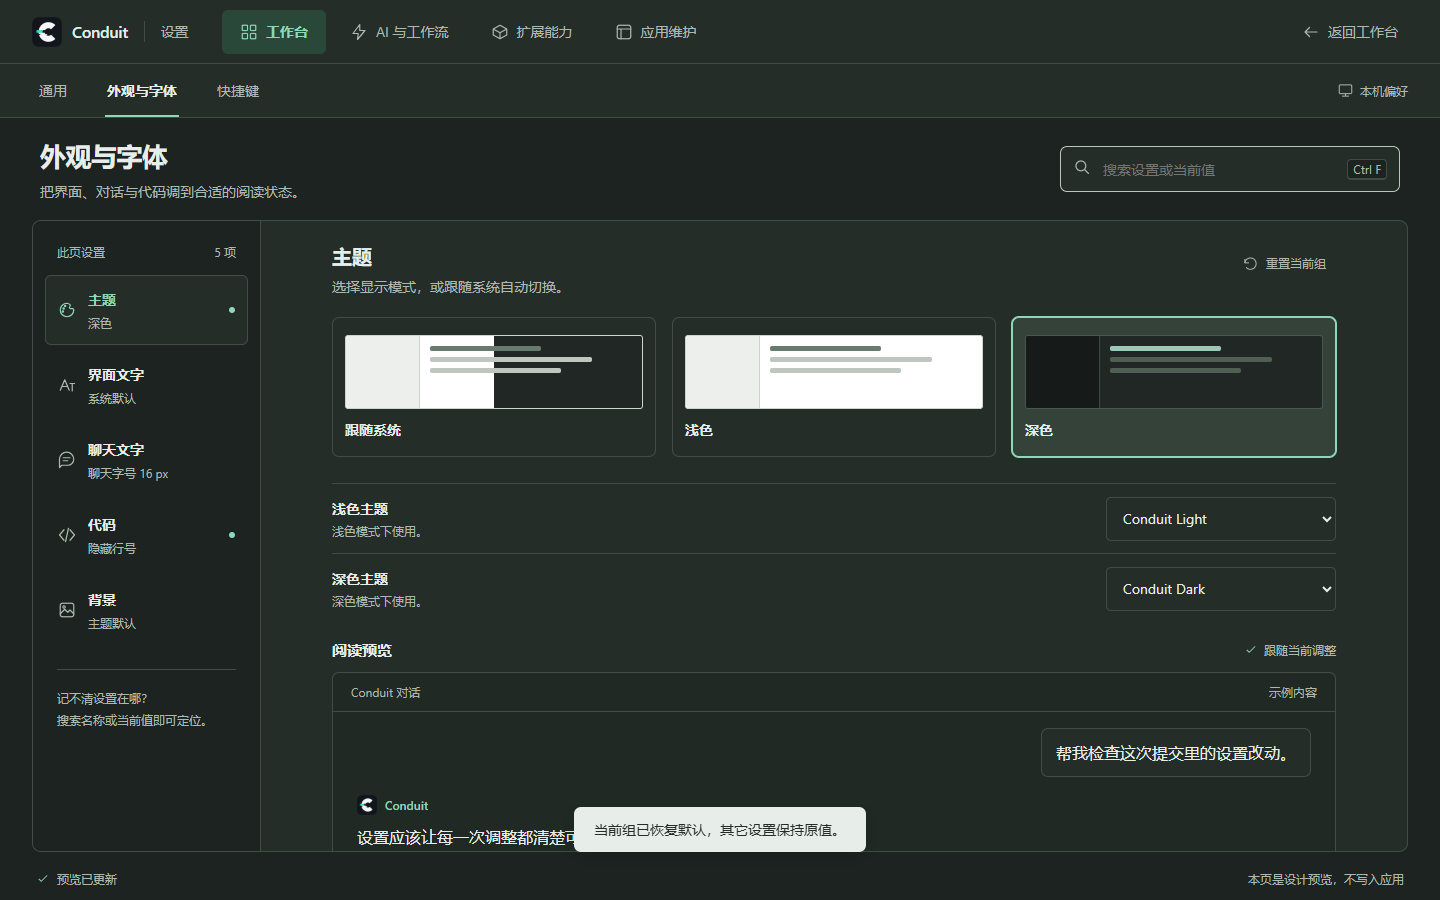 Conduit
设置
工作台
AI 与工作流
扩展能力
应用维护
返回工作台
通用
外观与字体
快捷键
本机偏好
外观与字体
把界面、对话与代码调到合适的阅读状态。
搜索设置或当前值
Ctrl F
此页设置
5 项
主题
深色
界面文字
系统默认
聊天文字
聊天字号 16 px
代码
隐藏行号
背景
主题默认
记不清设置在哪?
搜索名称或当前值即可定位。
主题
选择显示模式，或跟随系统自动切换。
重置当前组
跟随系统
浅色
深色
浅色主题
浅色模式下使用。
Conduit Light
深色主题
深色模式下使用。
Conduit Dark
阅读预览
跟随当前调整
Conduit 对话
示例内容
帮我检查这次提交里的设置改动。
Conduit
设置应该让每一次调整都清楚可
当前组已恢复默认，其它设置保持原值。
预览已更新
本页是设计预览，不写入应用